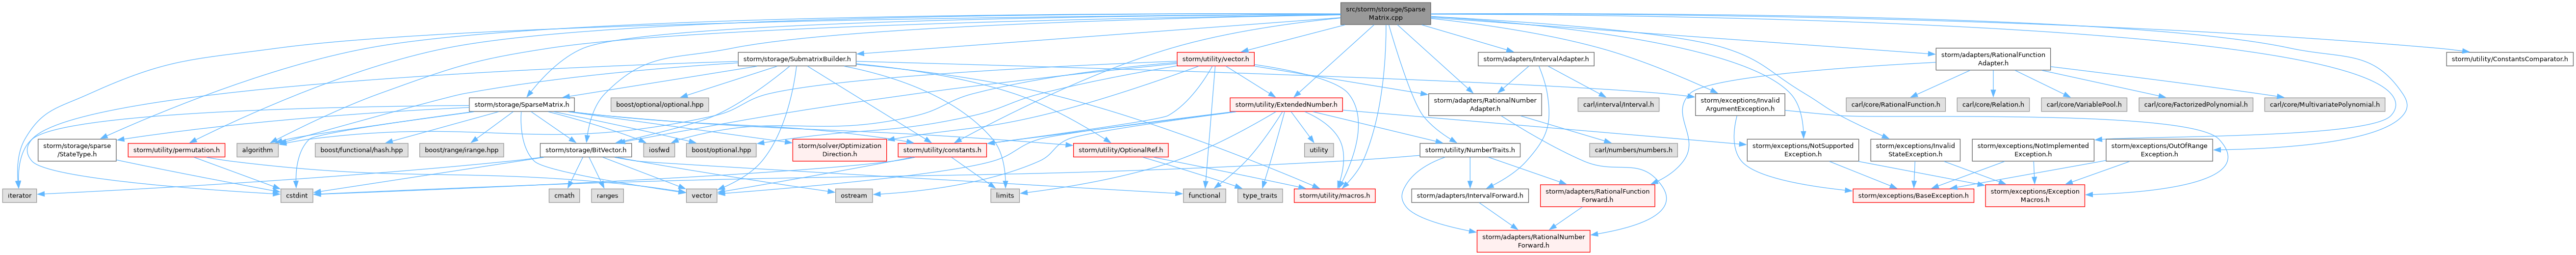 src/storm/storage/Sparse
Matrix.cpp
storm/storage/SubmatrixBuilder.h
storm/utility/vector.h
storm/adapters/IntervalAdapter.h
storm/adapters/RationalFunction
Adapter.h
storm/utility/ConstantsComparator.h
storm/storage/SparseMatrix.h
boost/optional/optional.hpp
storm/utility/ExtendedNumber.h
storm/adapters/RationalNumber
Adapter.h
carl/interval/Interval.h
storm/exceptions/Invalid
ArgumentException.h
carl/core/RationalFunction.h
carl/core/Relation.h
carl/core/VariablePool.h
carl/core/FactorizedPolynomial.h
carl/core/MultivariatePolynomial.h
storm/storage/sparse
/StateType.h
storm/utility/permutation.h
algorithm
boost/functional/hash.hpp
boost/range/irange.hpp
storm/storage/BitVector.h
iosfwd
boost/optional.hpp
storm/solver/Optimization
Direction.h
storm/utility/constants.h
storm/utility/OptionalRef.h
utility
storm/utility/NumberTraits.h
carl/numbers/numbers.h
storm/exceptions/NotSupported
Exception.h
storm/exceptions/Invalid
StateException.h
storm/exceptions/NotImplemented
Exception.h
storm/exceptions/OutOfRange
Exception.h
iterator
cstdint
cmath
ranges
vector
ostream
limits
functional
type_traits
storm/utility/macros.h
storm/adapters/IntervalForward.h
storm/adapters/RationalFunction
Forward.h
storm/exceptions/BaseException.h
storm/exceptions/Exception
Macros.h
storm/adapters/RationalNumber
Forward.h